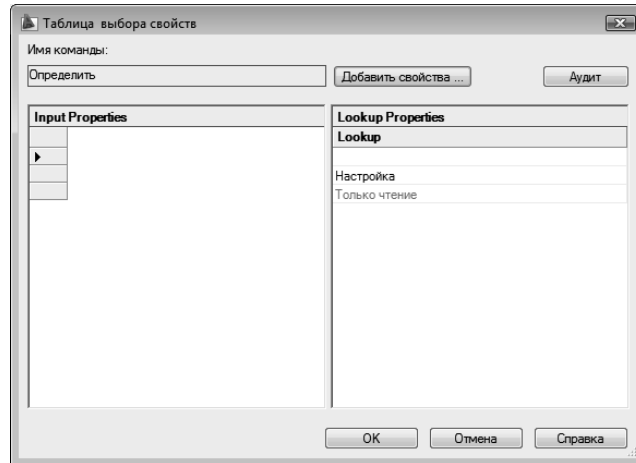 Таблица выбора свойств
Имя команды:
Определить
Добавить свойства ...
Аудит
Input Properties
Lookup Properties
Lookup
Настройка
Только чтение
OK
Отмена
Справка